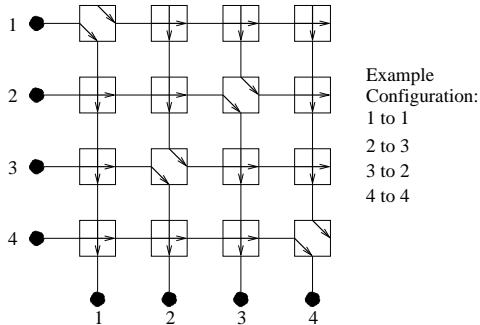 1
2
3
4
1 2 3 4
Example
Configuration:
1 to 1
2 to 3
3 to 2
4 to 4